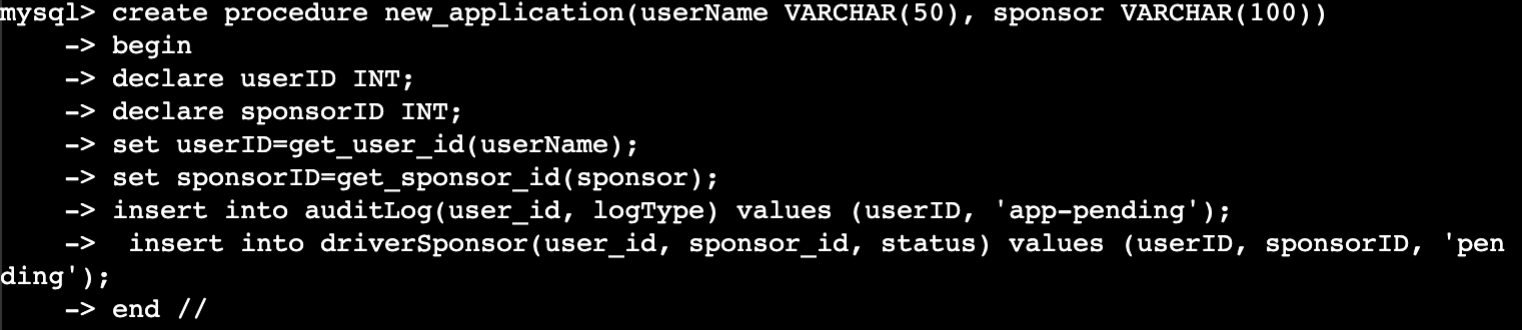 mysql> create procedure new_application(userName VARCHAR(50), sponsor VARCHAR(100))
    -> begin
    -> declare userID INT;
    -> declare sponsorID INT;
    -> set userID=get_user_id(userName);
    -> set sponsorID=get_sponsor_id(sponsor);
    -> insert into auditLog(user_id, logType) values (userID, 'app-pending');
    ->  insert into driverSponsor(user_id, sponsor_id, status) values (userID, sponsorID, 'pen
ding');
    -> end //